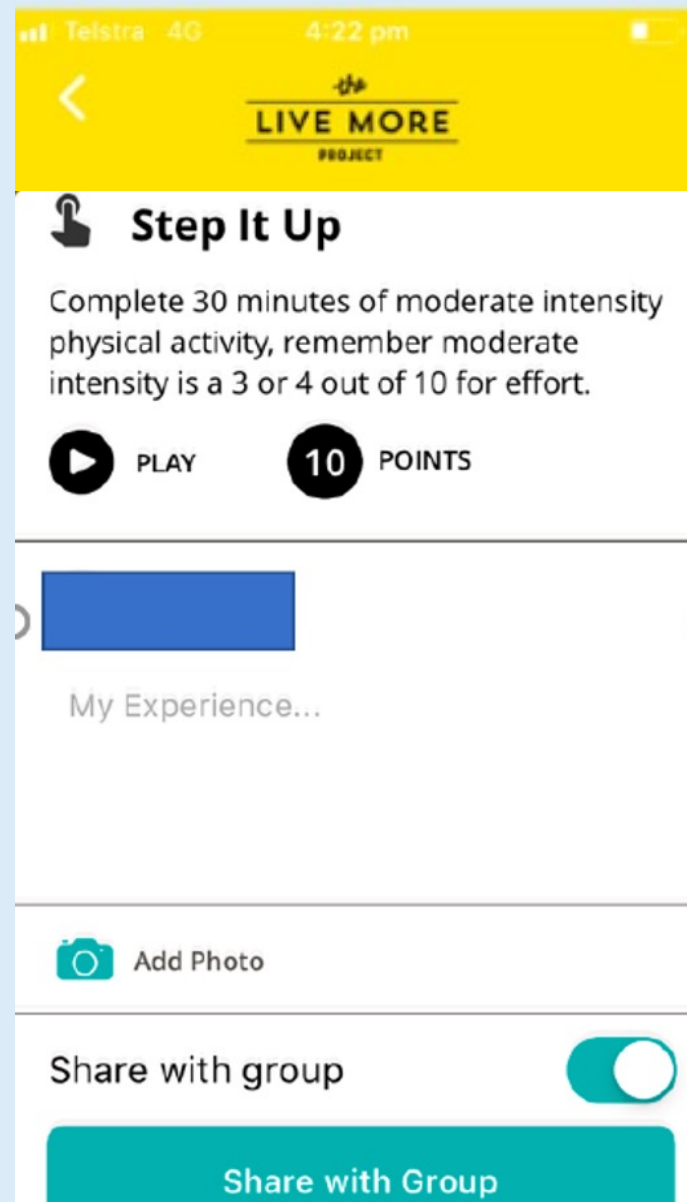 Telstra 4G 4:22 pm
the
LIVE MORE
PROJECT
Step It Up
Complete 30 minutes of moderate intensity
physical activity, remember moderate
intensity is a 3 or 4 out of 10 for effort.
PLAY 10 POINTS
My Experience...
Add Photo
Share with group
Share with Group